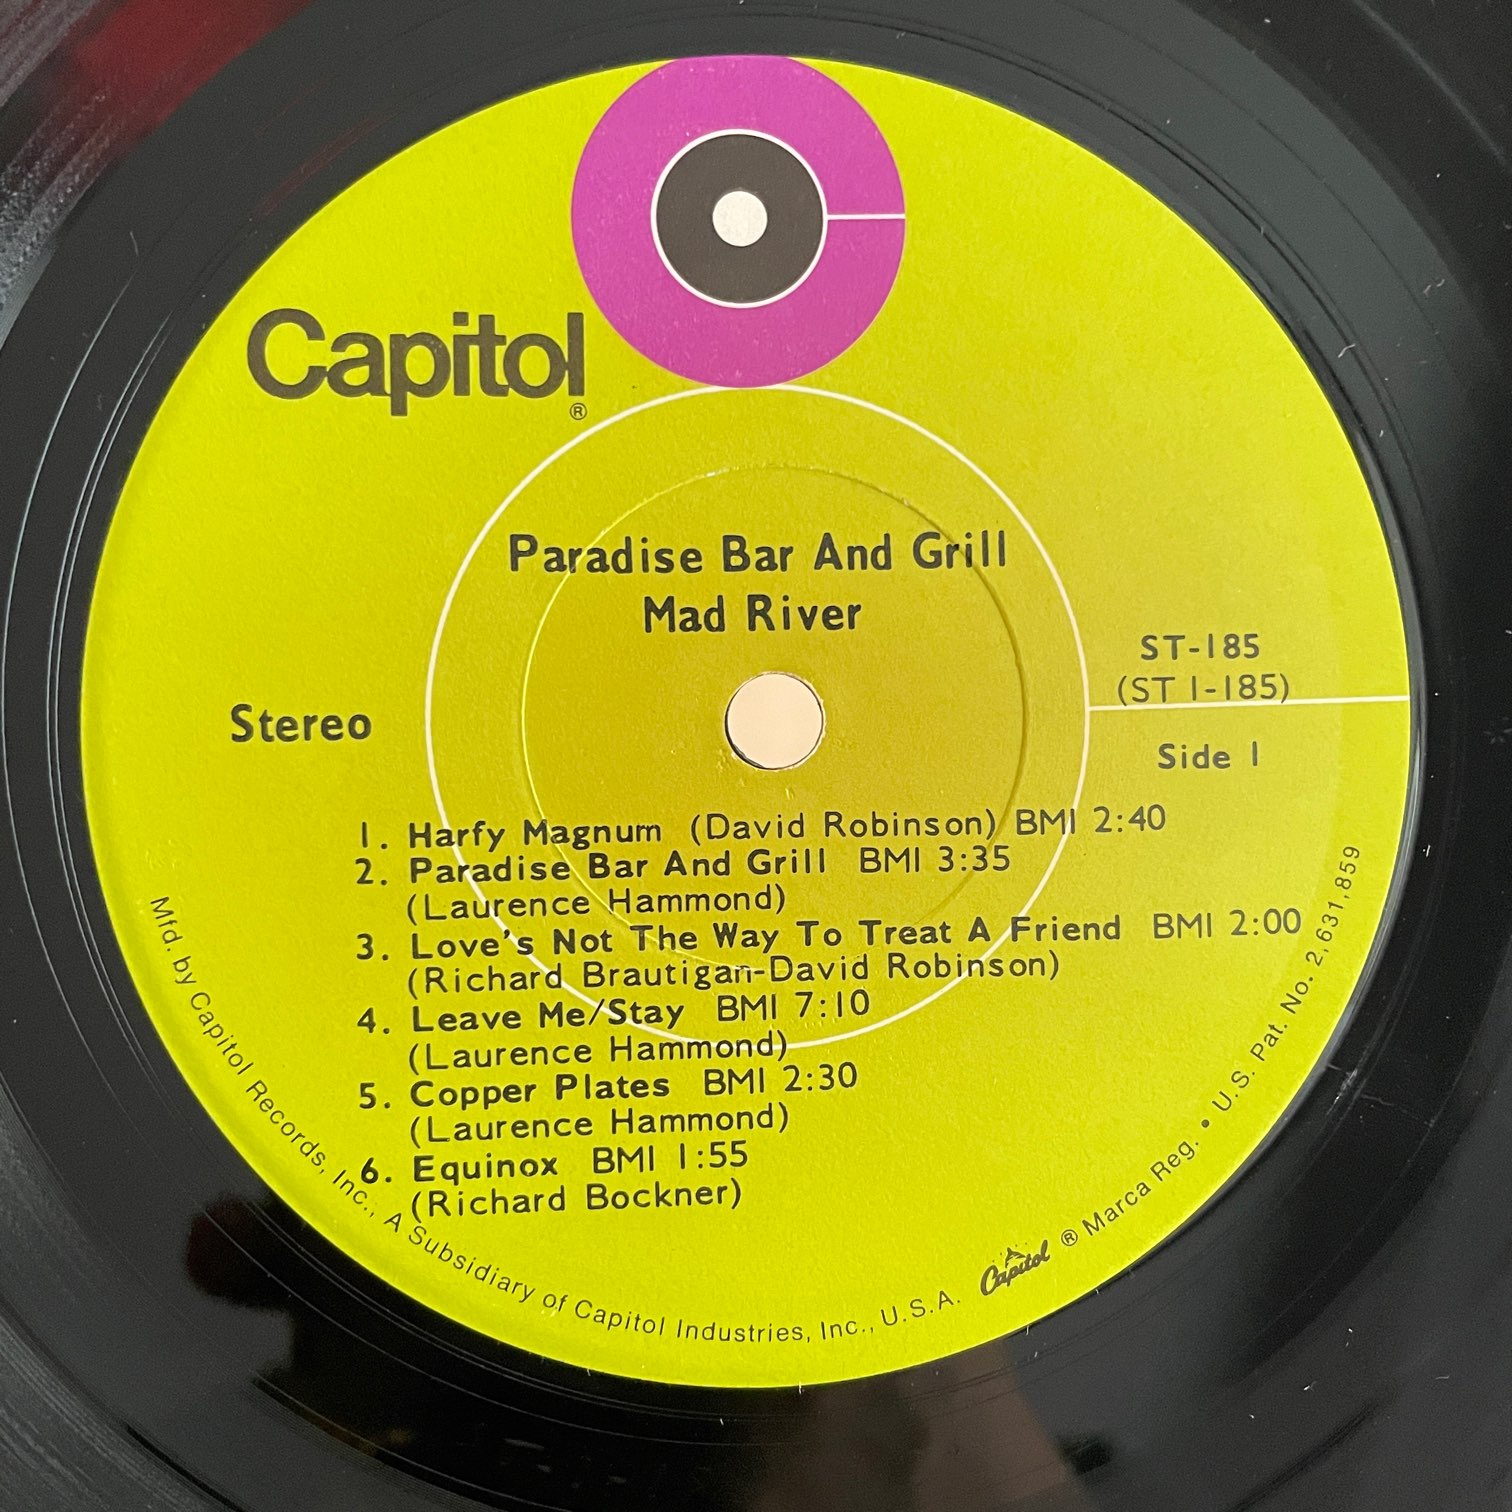 Capitol®
Paradise Bar And Grill
Mad River
ST-185
(ST 1-185)
Stereo
Side 1
1. Harfy Magnum (David Robinson) BMI 2:40
2. Paradise Bar And Grill BMI 3:35
(Laurence Hammond)
3. Love's Not The Way To Treat A Friend BMI 2:00
(Richard Brautigan-David Robinson)
4. Leave Me/Stay BMI 7:10
(Laurence Hammond)
5. Copper Plates BMI 2:30
(Laurence Hammond)
6. Equinox BMI 1:55
(Richard Bockner)
Mfd. by Capitol Records, Inc., A Subsidiary of Capitol Industries, Inc., U.S.A. Capitol ® Marca Reg. • U.S. Pat. No. 2,631,859